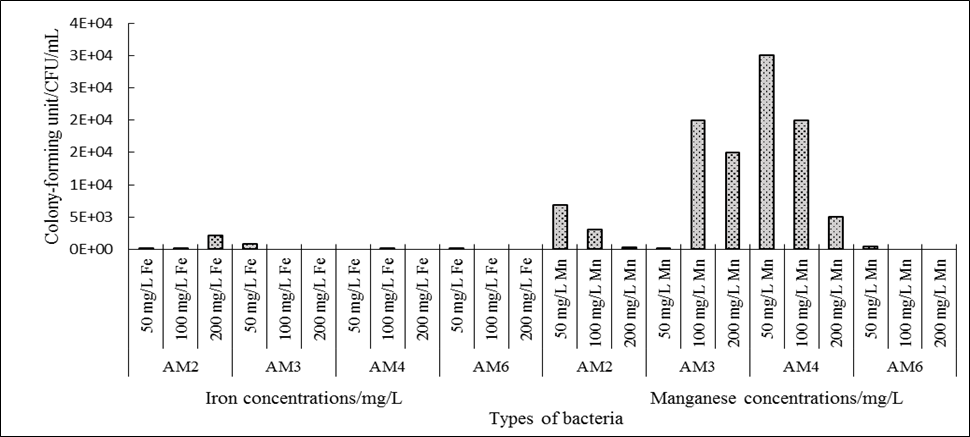 Colony-forming unit/CFU/mL
4E+04
3E+04
3E+04
2E+04
2E+04
1E+04
1E+04
5E+03
0E+00
50 mg/L Fe
100 mg/L Fe
200 mg/L Fe
50 mg/L Fe
100 mg/L Fe
200 mg/L Fe
50 mg/L Fe
100 mg/L Fe
200 mg/L Fe
50 mg/L Fe
100 mg/L Fe
200 mg/L Fe
50 mg/L Mn
100 mg/L Mn
200 mg/L Mn
50 mg/L Mn
100 mg/L Mn
200 mg/L Mn
50 mg/L Mn
100 mg/L Mn
200 mg/L Mn
50 mg/L Mn
100 mg/L Mn
200 mg/L Mn
AM2 AM3 AM4 AM6 AM2 AM3 AM4 AM6
Iron concentrations/mg/L Manganese concentrations/mg/L
Types of bacteria